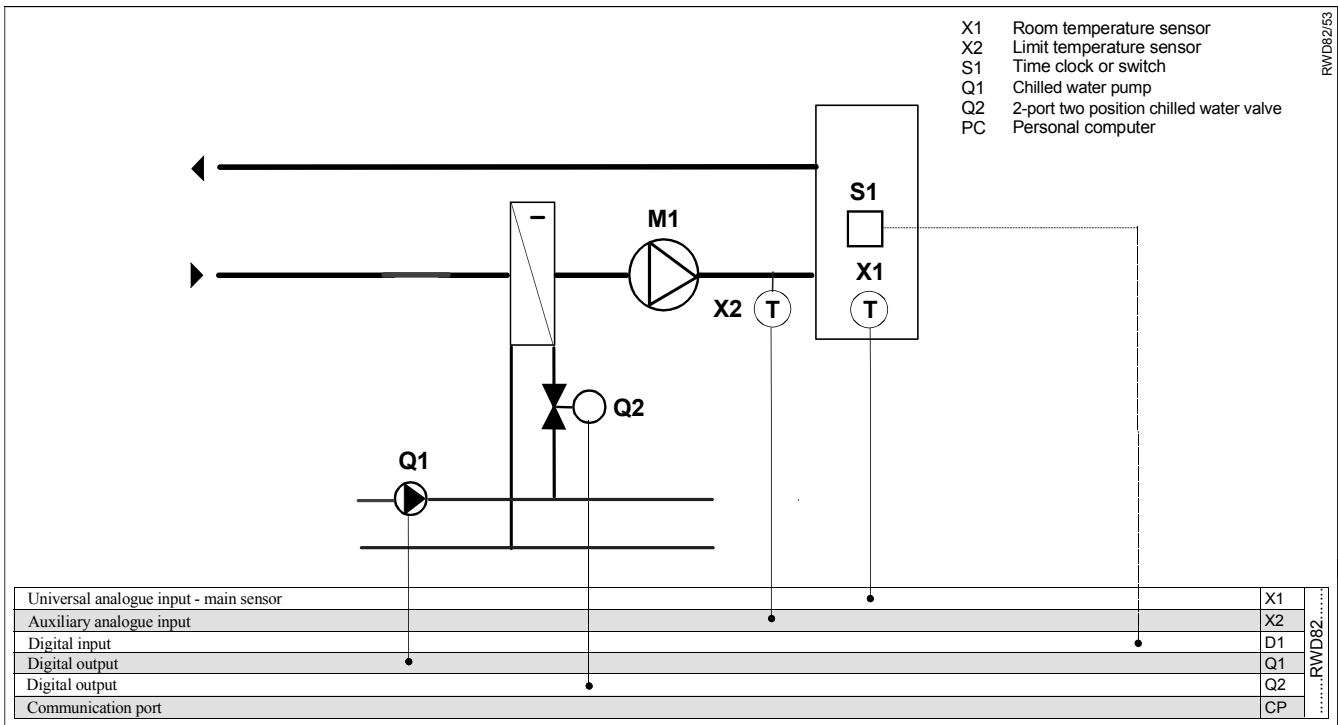 X1 Room temperature sensor
X2 Limit temperature sensor
S1 Time clock or switch
Q1 Chilled water pump
Q2 2-port two position chilled water valve
PC Personal computer
RWD82/53
S1
M1
X1
X2 T
T
Q2
Q1
Universal analogue input - main sensor X1
Auxiliary analogue input X2
Digital input D1
Digital output Q1
Digital output Q2
Communication port CP
.......RWD82.......